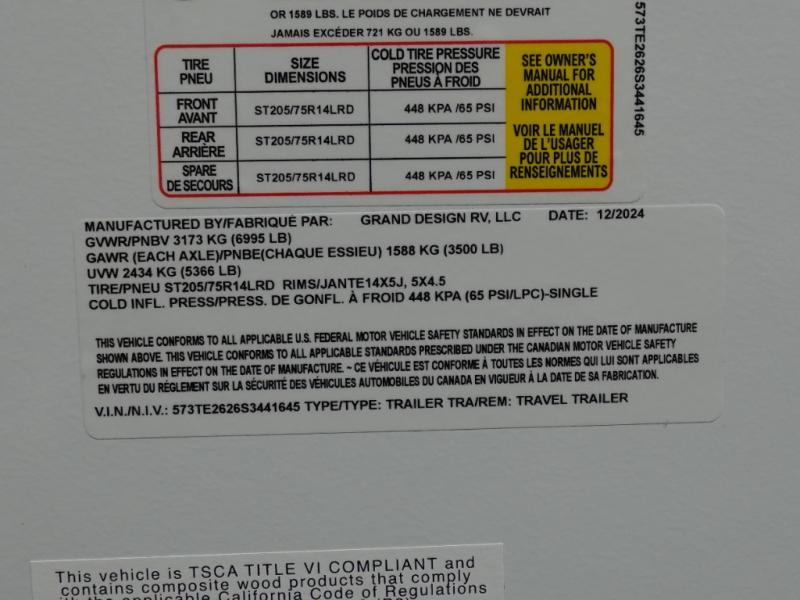 OR 1589 LBS. LE POIDS DE CHARGEMENT NE DEVRAIT
JAMAIS EXCÉDER 721 KG OU 1589 LBS.
TIRE PNEU SIZE DIMENSIONS COLD TIRE PRESSURE PRESSION DES PNEUS À FROID
FRONT AVANT ST205/75R14LRD 448 KPA /65 PSI
REAR ARRIÈRE ST205/75R14LRD 448 KPA /65 PSI
SPARE DE SECOURS ST205/75R14LRD 448 KPA /65 PSI
SEE OWNER'S
MANUAL FOR
ADDITIONAL
INFORMATION
VOIR LE MANUEL
DE L'USAGER
POUR PLUS DE
RENSEIGNEMENTS
573TE2626S3441645
MANUFACTURED BY/FABRIQUÉ PAR: GRAND DESIGN RV, LLC DATE: 12/2024
GVWR/PNBV 3173 KG (6995 LB)
GAWR (EACH AXLE)/PNBE(CHAQUE ESSIEU) 1588 KG (3500 LB)
UVW 2434 KG (5366 LB)
TIRE/PNEU ST205/75R14LRD RIMS/JANTE14X5J, 5X4.5
COLD INFL. PRESS/PRESS. DE GONFL. À FROID 448 KPA (65 PSI/LPC)-SINGLE
THIS VEHICLE CONFORMS TO ALL APPLICABLE U.S. FEDERAL MOTOR VEHICLE SAFETY STANDARDS IN EFFECT ON THE DATE OF MANUFACTURE
SHOWN ABOVE. THIS VEHICLE CONFORMS TO ALL APPLICABLE STANDARDS PRESCRIBED UNDER THE CANADIAN MOTOR VEHICLE SAFETY
REGULATIONS IN EFFECT ON THE DATE OF MANUFACTURE. ~ CE VÉHICULE EST CONFORME À TOUTES LES NORMES QUI LUI SONT APPLICABLES
EN VERTU DU RÈGLEMENT SUR LA SÉCURITÉ DES VÉHICULES AUTOMOBILES DU CANADA EN VIGUEUR À LA DATE DE SA FABRICATION.
V.I.N./N.I.V.: 573TE2626S3441645 TYPE/TYPE: TRAILER TRA/REM: TRAVEL TRAILER
This vehicle is TSCA TITLE VI COMPLIANT and
contains composite wood products that comply
with the applicable California Code of Regulations